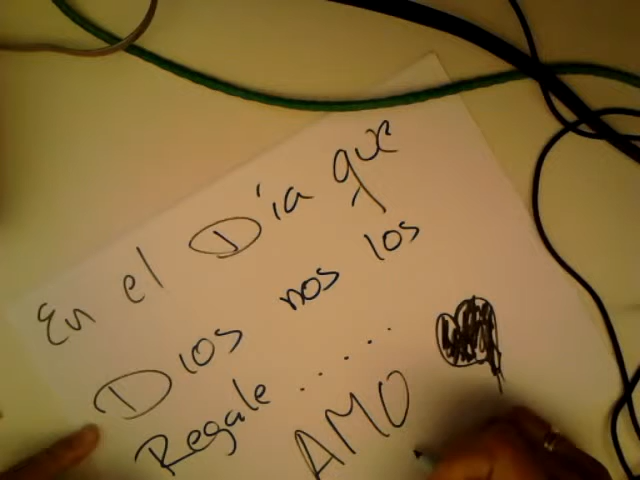 En el Día que
Dios nos los
Regale.....
AMO